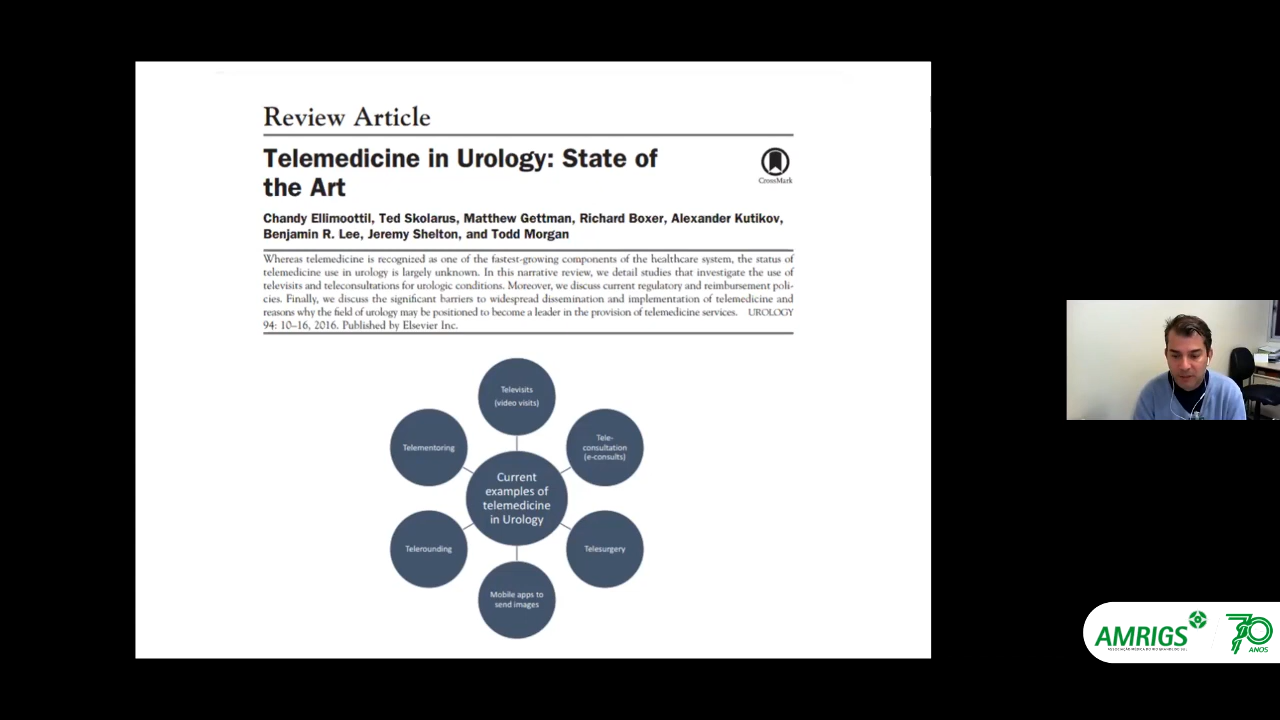 Review Article
Telemedicine in Urology: State of
the Art
CrossMark
Chandy Ellimoottil, Ted Skolarus, Matthew Gettman, Richard Boxer, Alexander Kutikov,
Benjamin R. Lee, Jeremy Shelton, and Todd Morgan
Whereas telemedicine is recognized as one of the fastest-growing components of the healthcare system, the status of
telemedicine use in urology is largely unknown. In this narrative review, we detail studies that investigate the use of
televisits and teleconsultations for urologic conditions. Moreover, we discuss current regulatory and reimbursement poli-
cies. Finally, we discuss the significant barriers to widespread dissemination and implementation of telemedicine and
reasons why the field of urology may be positioned to become a leader in the provision of telemedicine services. UROLOGY
94: 10–16, 2016. Published by Elsevier Inc.
Televisits
(video visits)
Tele-
consultation
(e-consults)
Telesurgery
Mobile apps to
send images
Telerounding
Telementoring
Current
examples of
telemedicine
in Urology
AMRIGS
ASSOCIAÇÃO MÉDICA DO RIO GRANDE DO SUL
70
ANOS